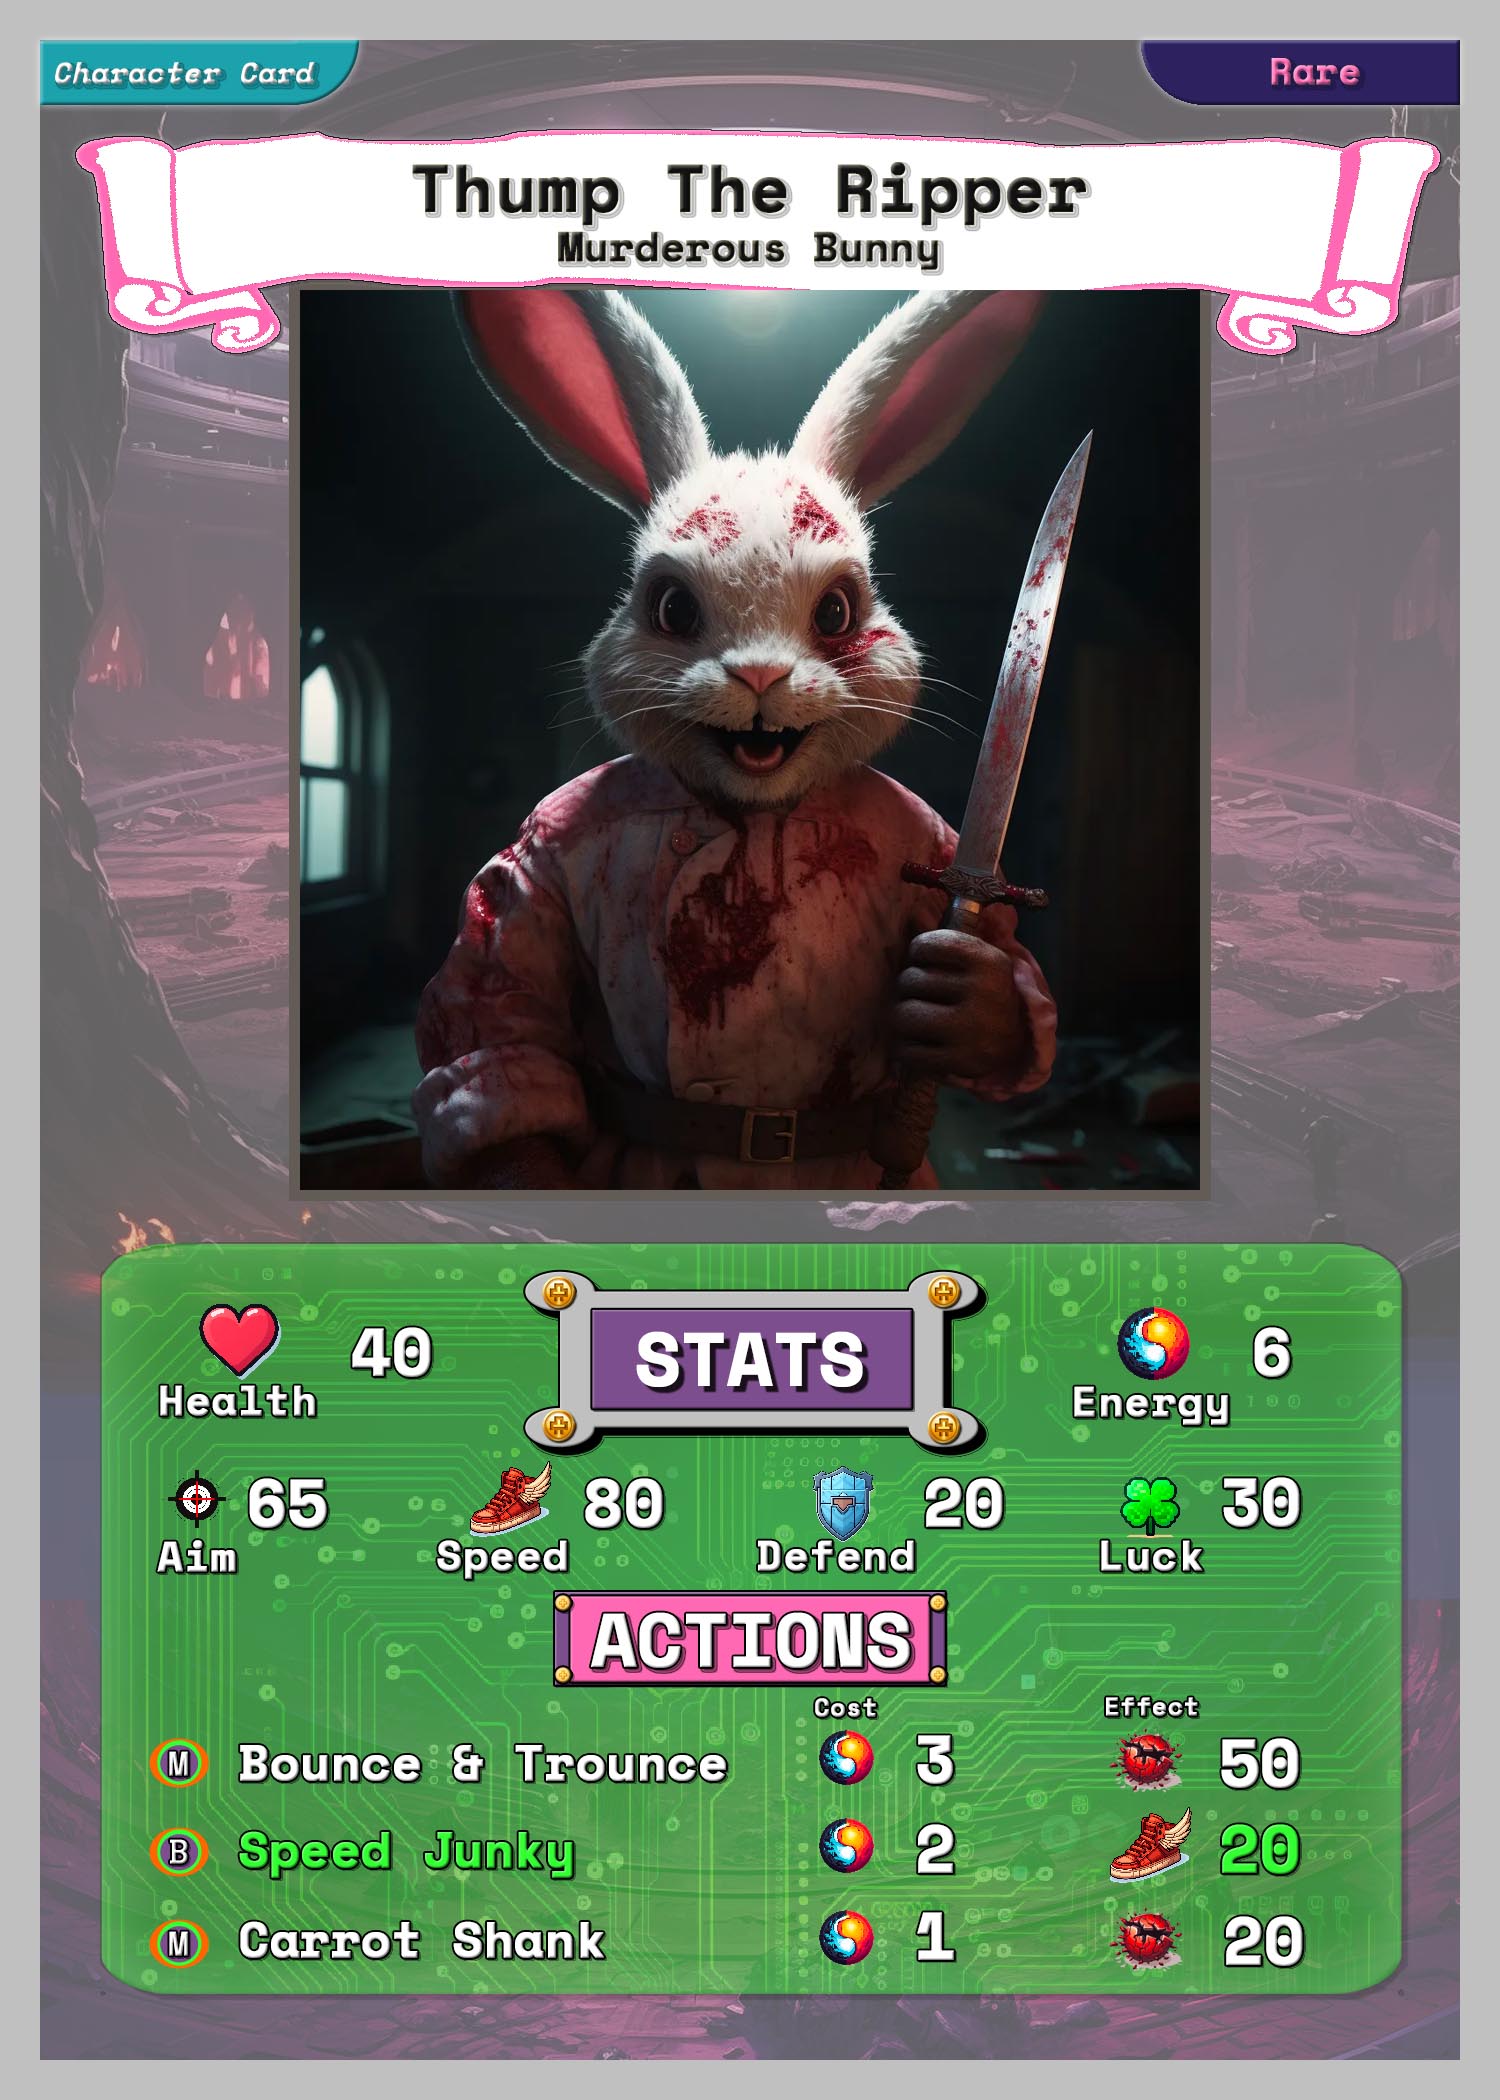 Character Card
Rare
Thump The Ripper
Murderous Bunny
40
STATS
6
Health
Energy
65
80
20
30
Aim
Speed
Defend
Luck
ACTIONS
Cost
Effect
M Bounce & Trounce 3 50
B Speed Junky 2 20
M Carrot Shank 1 20